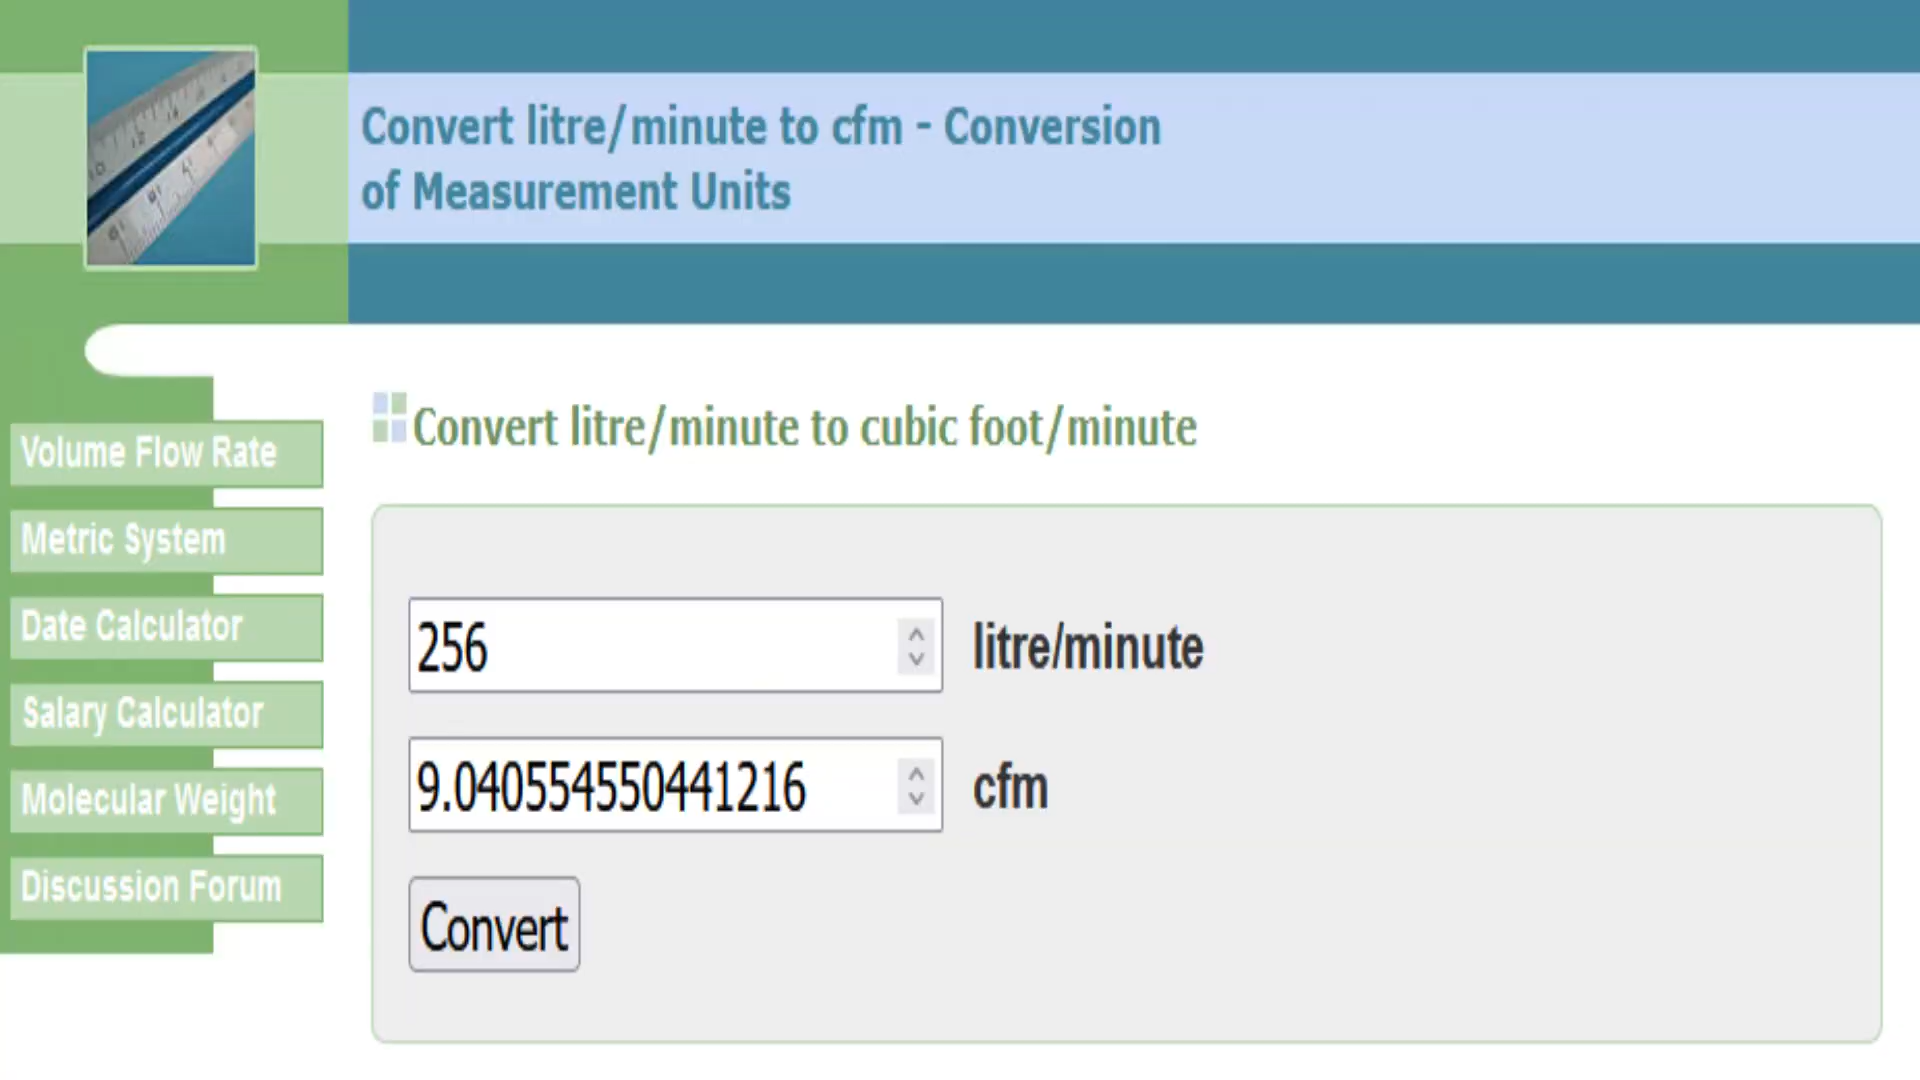 Convert litre/minute to cfm - Conversion
of Measurement Units
Volume Flow Rate
Metric System
Date Calculator
Salary Calculator
Molecular Weight
Discussion Forum
Convert litre/minute to cubic foot/minute
256 litre/minute
9.040554550441216 cfm
Convert